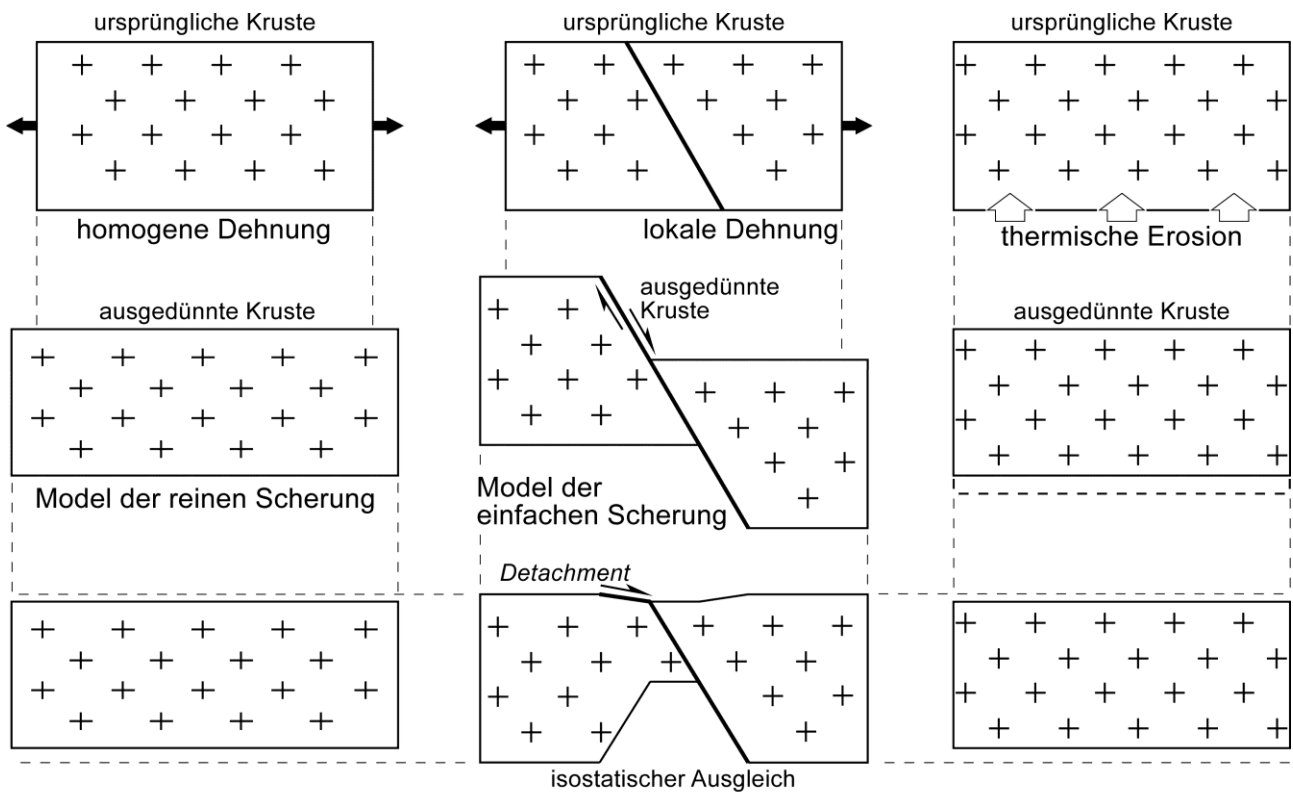 ursprüngliche Kruste
ursprüngliche Kruste
ursprüngliche Kruste
homogene Dehnung
lokale Dehnung
thermische Erosion
ausgedünnte Kruste
ausgedünnte
Kruste
ausgedünnte Kruste
Model der reinen Scherung
Model der
einfachen Scherung
Detachment
isostatischer Ausgleich